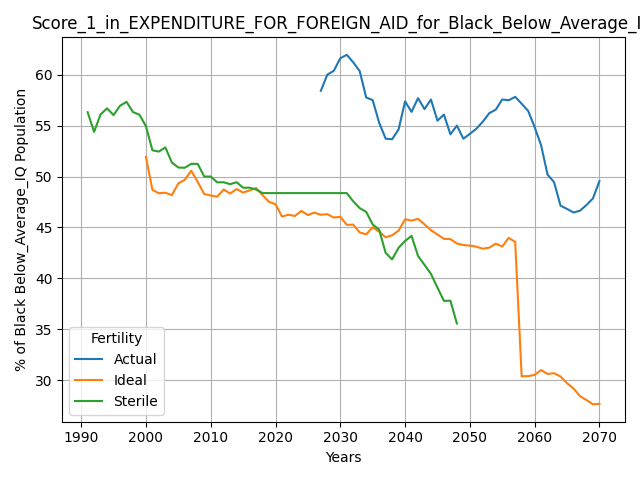 Score_1_in_EXPENDITURE_FOR_FOREIGN_AID_for_Black_Below_Average_I
% of Black Below_Average_IQ Population
60
55
50
45
40
35
30
Fertility
Actual
Ideal
Sterile
1990 2000 2010 2020 2030 2040 2050 2060 2070
Years